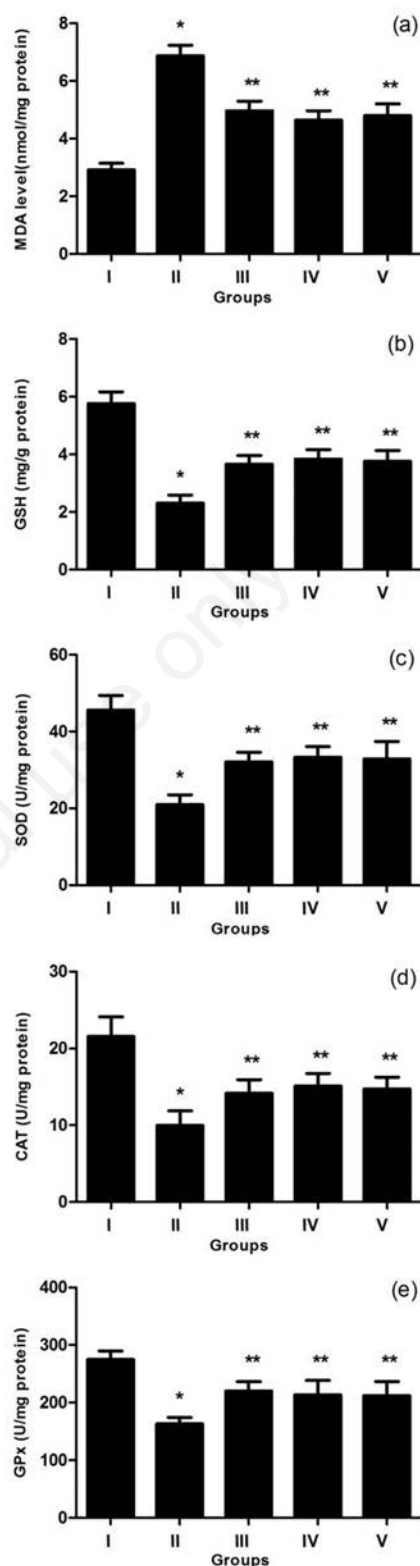 (a)
MDA level(nmol/mg protein)
8
6
4
2
0
*
**
**
**
I II III IV V
Groups
(b)
GSH (mg/g protein)
8
6
4
2
0
*
**
**
**
I II III IV V
Groups
(c)
SOD (U/mg protein)
60
40
20
0
*
**
**
**
I II III IV V
Groups
(d)
CAT (U/mg protein)
30
20
10
0
*
**
**
**
I II III IV V
Groups
(e)
GPx (U/mg protein)
400
300
200
100
0
*
**
**
**
I II III IV V
Groups
use only